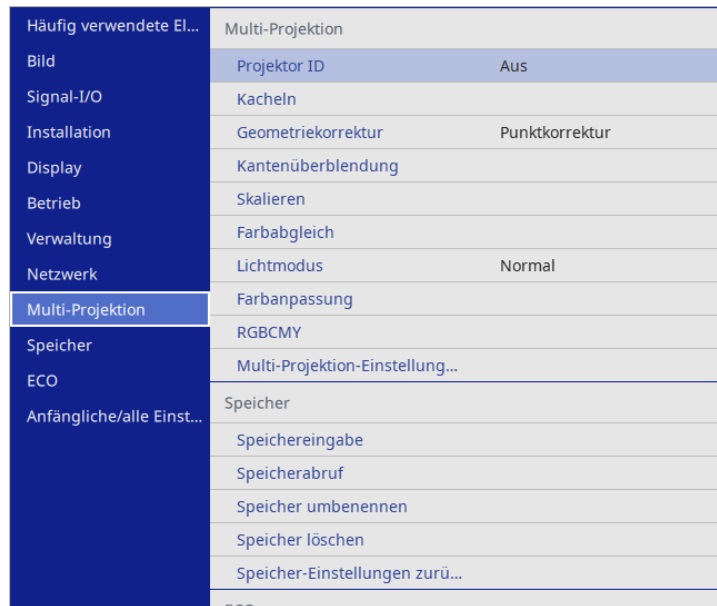 Häufig verwendete El...
Bild
Signal-I/O
Installation
Display
Betrieb
Verwaltung
Netzwerk
Multi-Projektion
Speicher
ECO
Anfängliche/alle Einst...
Multi-Projektion
Projektor ID Aus
Kacheln
Geometriekorrektur Punktkorrektur
Kantenüberblendung
Skalieren
Farbabgleich
Lichtmodus Normal
Farbanpassung
RGBCMY
Multi-Projektion-Einstellung...
Speicher
Speichereingabe
Speicherabruf
Speicher umbenennen
Speicher löschen
Speicher-Einstellungen zurü...